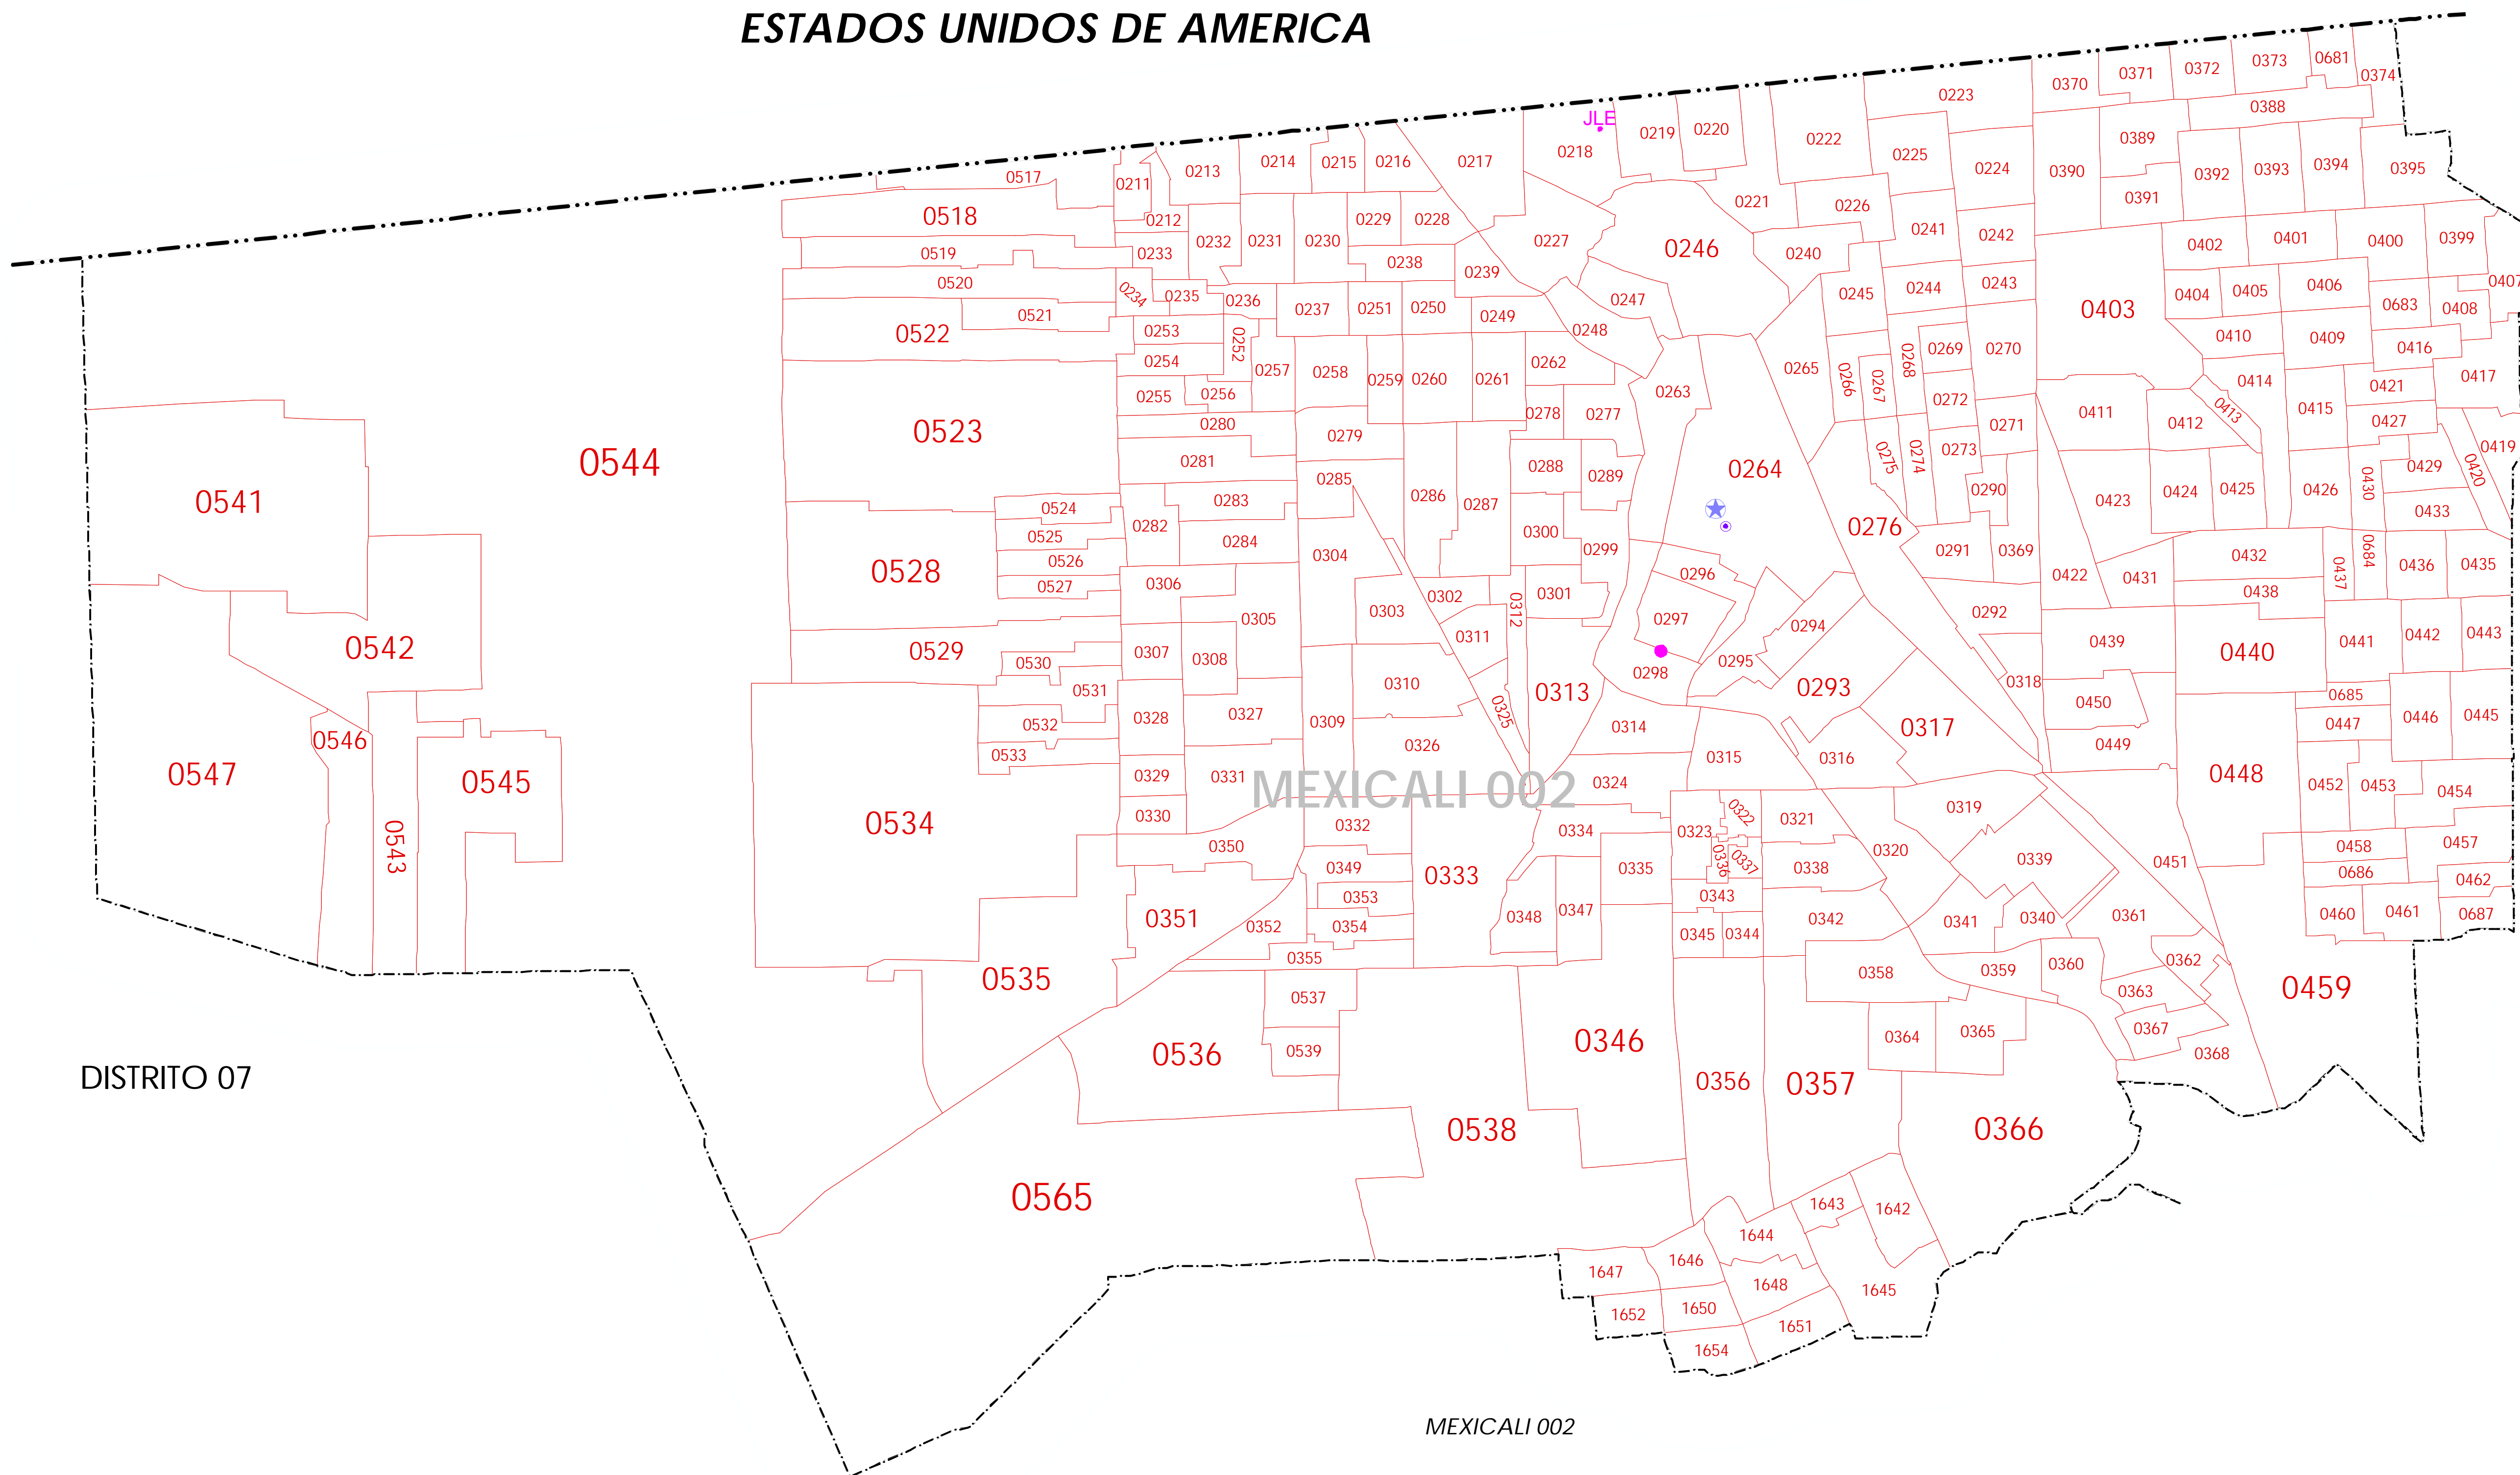 ESTADOS UNIDOS DE AMERICA
0370 0371 0372 0373 0681 0374
0223 0388
JLE
0217 0218 0219 0220 0222 0225 0224 0390 0389 0391 0392 0393 0394 0395
0517 0211 0213 0214 0215 0216
0518 0212 0232 0231 0230 0229 0228 0227 0246 0221 0226 0241 0242 0402 0401 0400 0399
0519 0233 0238 0239 0240
0520 0234 0235 0236 0237 0251 0250 0249 0247 0248 0245 0244 0243 0403 0404 0405 0406 0683 0408 0407
0521
0522 0253 0252 0254 0257 0258 0259 0260 0261 0262 0263 0265 0266 0267 0268 0269 0270 0410 0409 0416 0414 0417
0255 0256 0278 0277 0272 0271 0411 0412 0413 0415 0421 0427 0419
0523 0280 0279 0281 0288 0289 0264 0275 0274 0273
0544
0541
0524 0282 0283 0285 0286 0287 0290 0423 0424 0425 0426 0430 0429 0420 0433
0525 0284 0300 0299 0276
0526 0304 0296 0291 0369 0422 0431 0432 0437 0684 0436 0435
0528 0527 0306 0303 0302 0312 0301 0438
0305 0311 0297 0294 0292 0439 0440 0441 0442 0443
0542
0529 0530 0307 0308 0310 0298 0295 0293 0318 0450 0685
0531 0313 0325
0546 0532 0328 0327 0309 0326 0314 0315 0316 0317 0449 0447 0446 0445
0533
0547 0545 0329 0331 0324 0448 0452 0453 0454
MEXICALI 002
0543 0534 0330 0332 0334 0323 0322 0321 0319 0320
0350 0349 0333 0335 0336 0337 0338 0339 0451 0458 0457
0353 0343 0686 0462
0351 0352 0354 0348 0347 0345 0344 0342 0341 0340 0361 0460 0461 0687
0355
0535 0537 0358 0359 0360 0362 0363 0459
0536 0539 0346 0364 0365 0367 0368
DISTRITO 07
0356 0357
0538 0366
0565
1643 1642
1644
1647 1646 1648 1645
1652 1650 1651
1654
MEXICALI 002